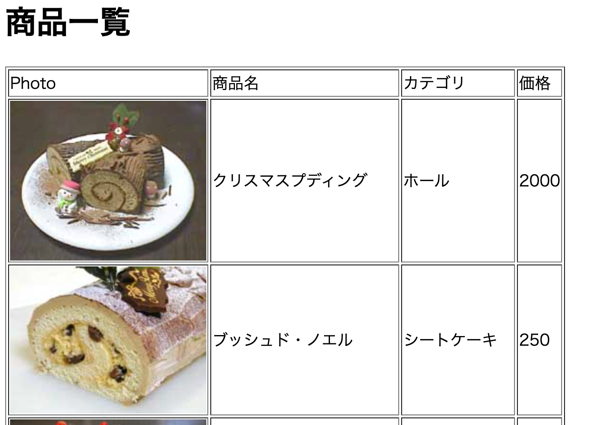 商品一覧
Photo 商品名 カテゴリ 価格
クリスマスプディング ホール 2000
ブッシュド・ノエル シートケーキ 250